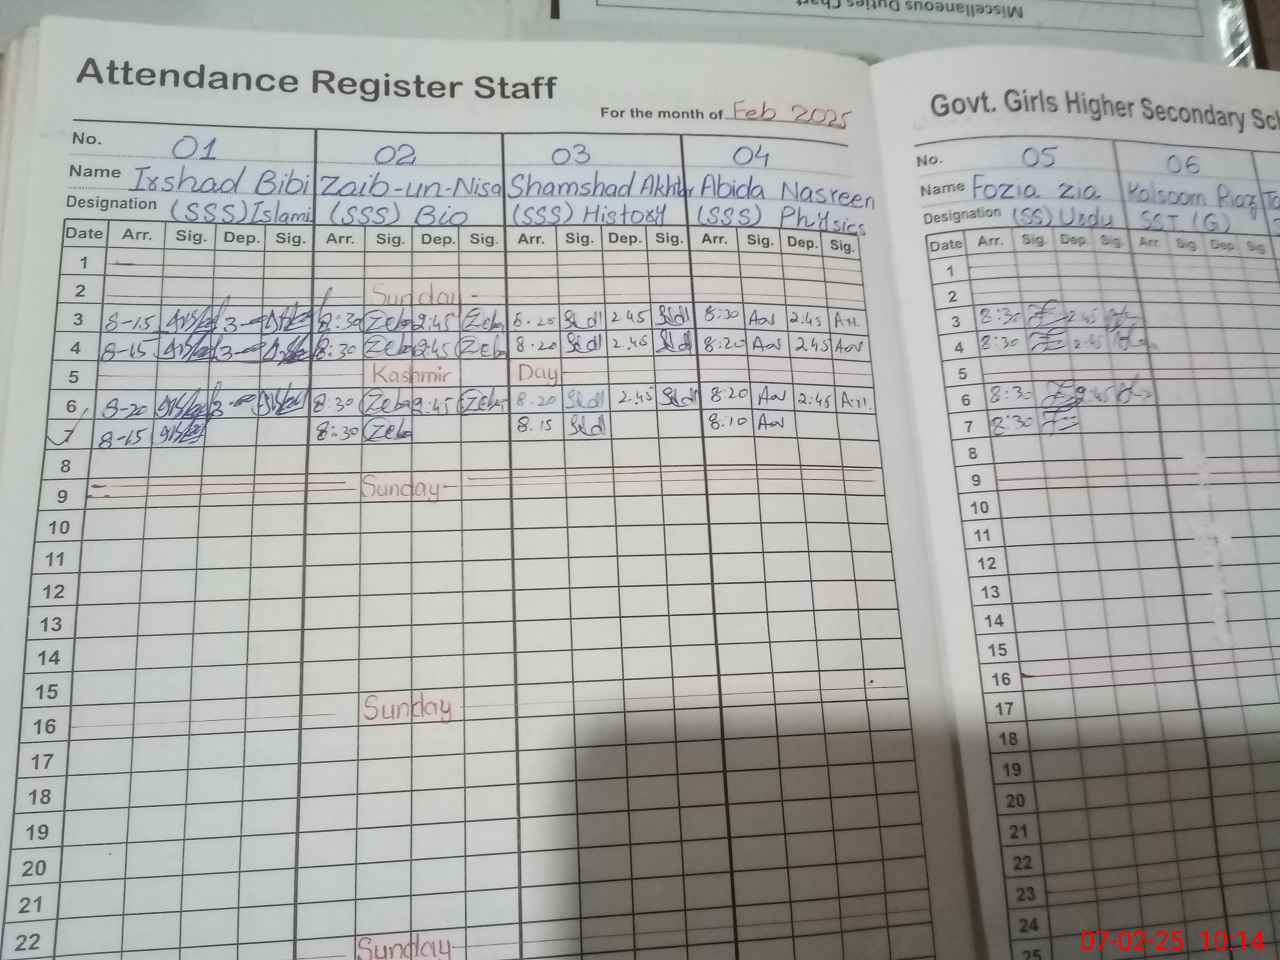 Miscellaneous Duties Chart
Attendance Register Staff
For the month of Feb 2025
No. 01 02 03 04
Name Irshad Bibi Zaib-un-Nisa Shamshad Akhtar Abida Nasreen
Designation (SSS) Islami (SSS) Bio (SSS) History (SSS) Physics
Date Arr. Sig. Dep. Sig. Arr. Sig. Dep. Sig. Arr. Sig. Dep. Sig. Arr. Sig. Dep. Sig.
1
2 Sunday
3 8-15 3 8:30 Zeb 2:45 Zeb 8.20 2.45 8:30 2:45
4 8-15 3 8:30 Zeb 2:45 Zeb 8.20 2.45 8:20 2.45
5 Kashmir Day
6 8-20 3 8:30 Zeb 2:45 Zeb 8.20 2.45 8:20 2:45
7 8-15 8:30 Zeb 8.15 8:10
8
9 Sunday
10
11
12
13
14
15
16 Sunday
17
18
19
20
21
22 Sunday
Govt. Girls Higher Secondary Sch
No. 05 06
Name Fozia Zia Kalsoom Riaz
Designation (SS) Urdu SST (G)
Date Arr. Sig. Dep. Sig. Arr. Sig. Dep. Sig.
1
2
3 8:30 2:45
4 8:30 2:45
5
6 8:30 2:45
7 8:30
8
9
10
11
12
13
14
15
16
17
18
19
20
21
22
23
24
25
07-02-25 10:14